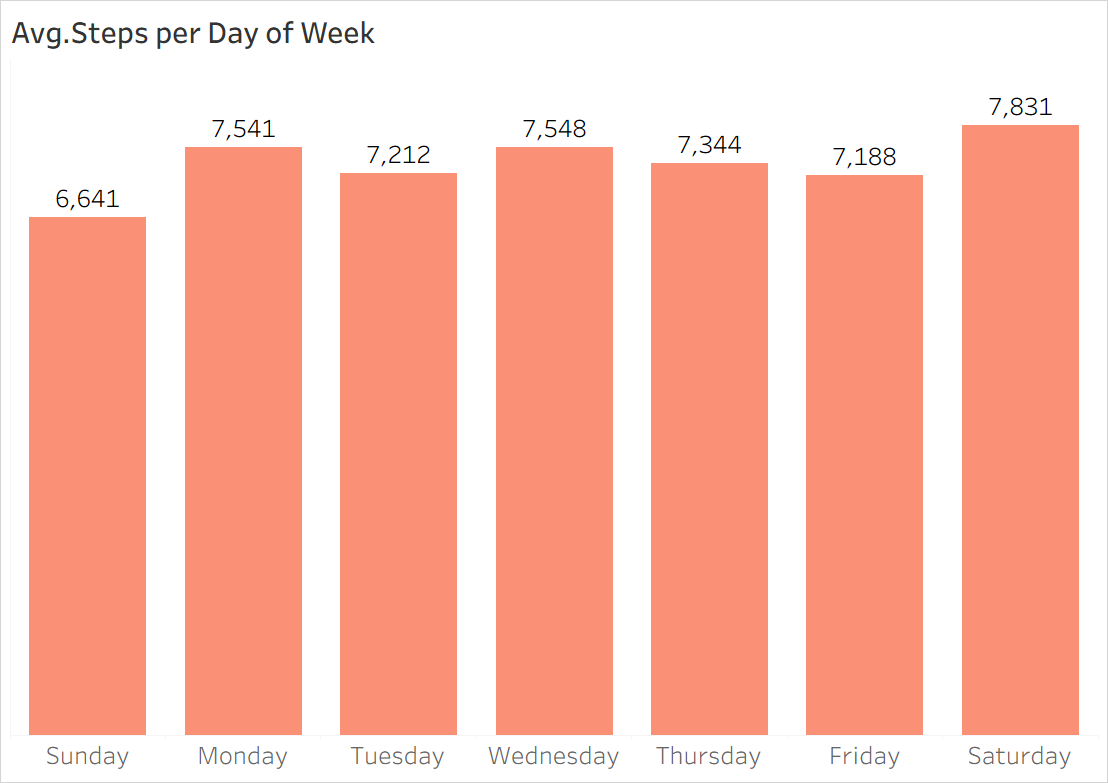 Avg.Steps per Day of Week
6,641
7,541
7,212
7,548
7,344
7,188
7,831
Sunday
Monday
Tuesday
Wednesday
Thursday
Friday
Saturday